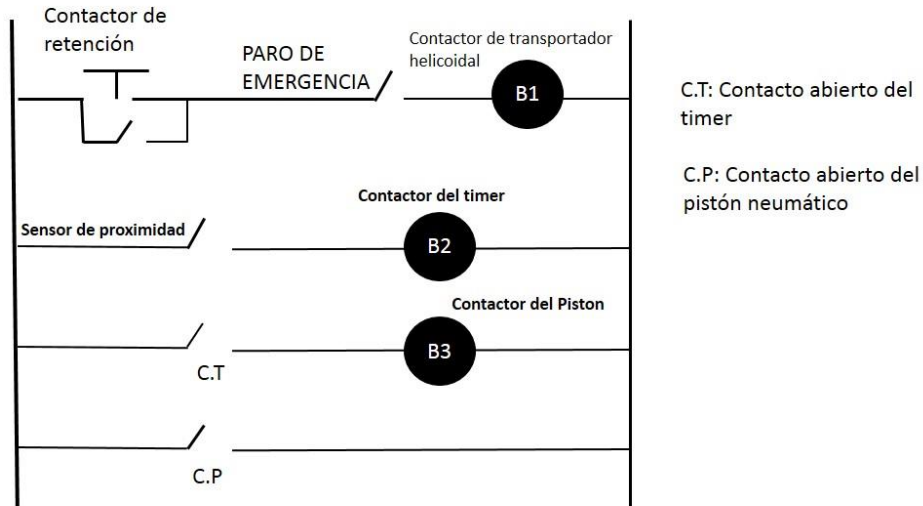 Contactor de
retención
PARO DE
EMERGENCIA
Contactor de transportador
helicoidal
B1
C.T: Contacto abierto del
timer
C.P: Contacto abierto del
pistón neumático
Contactor del timer
Sensor de proximidad
B2
Contactor del Piston
B3
C.T
C.P